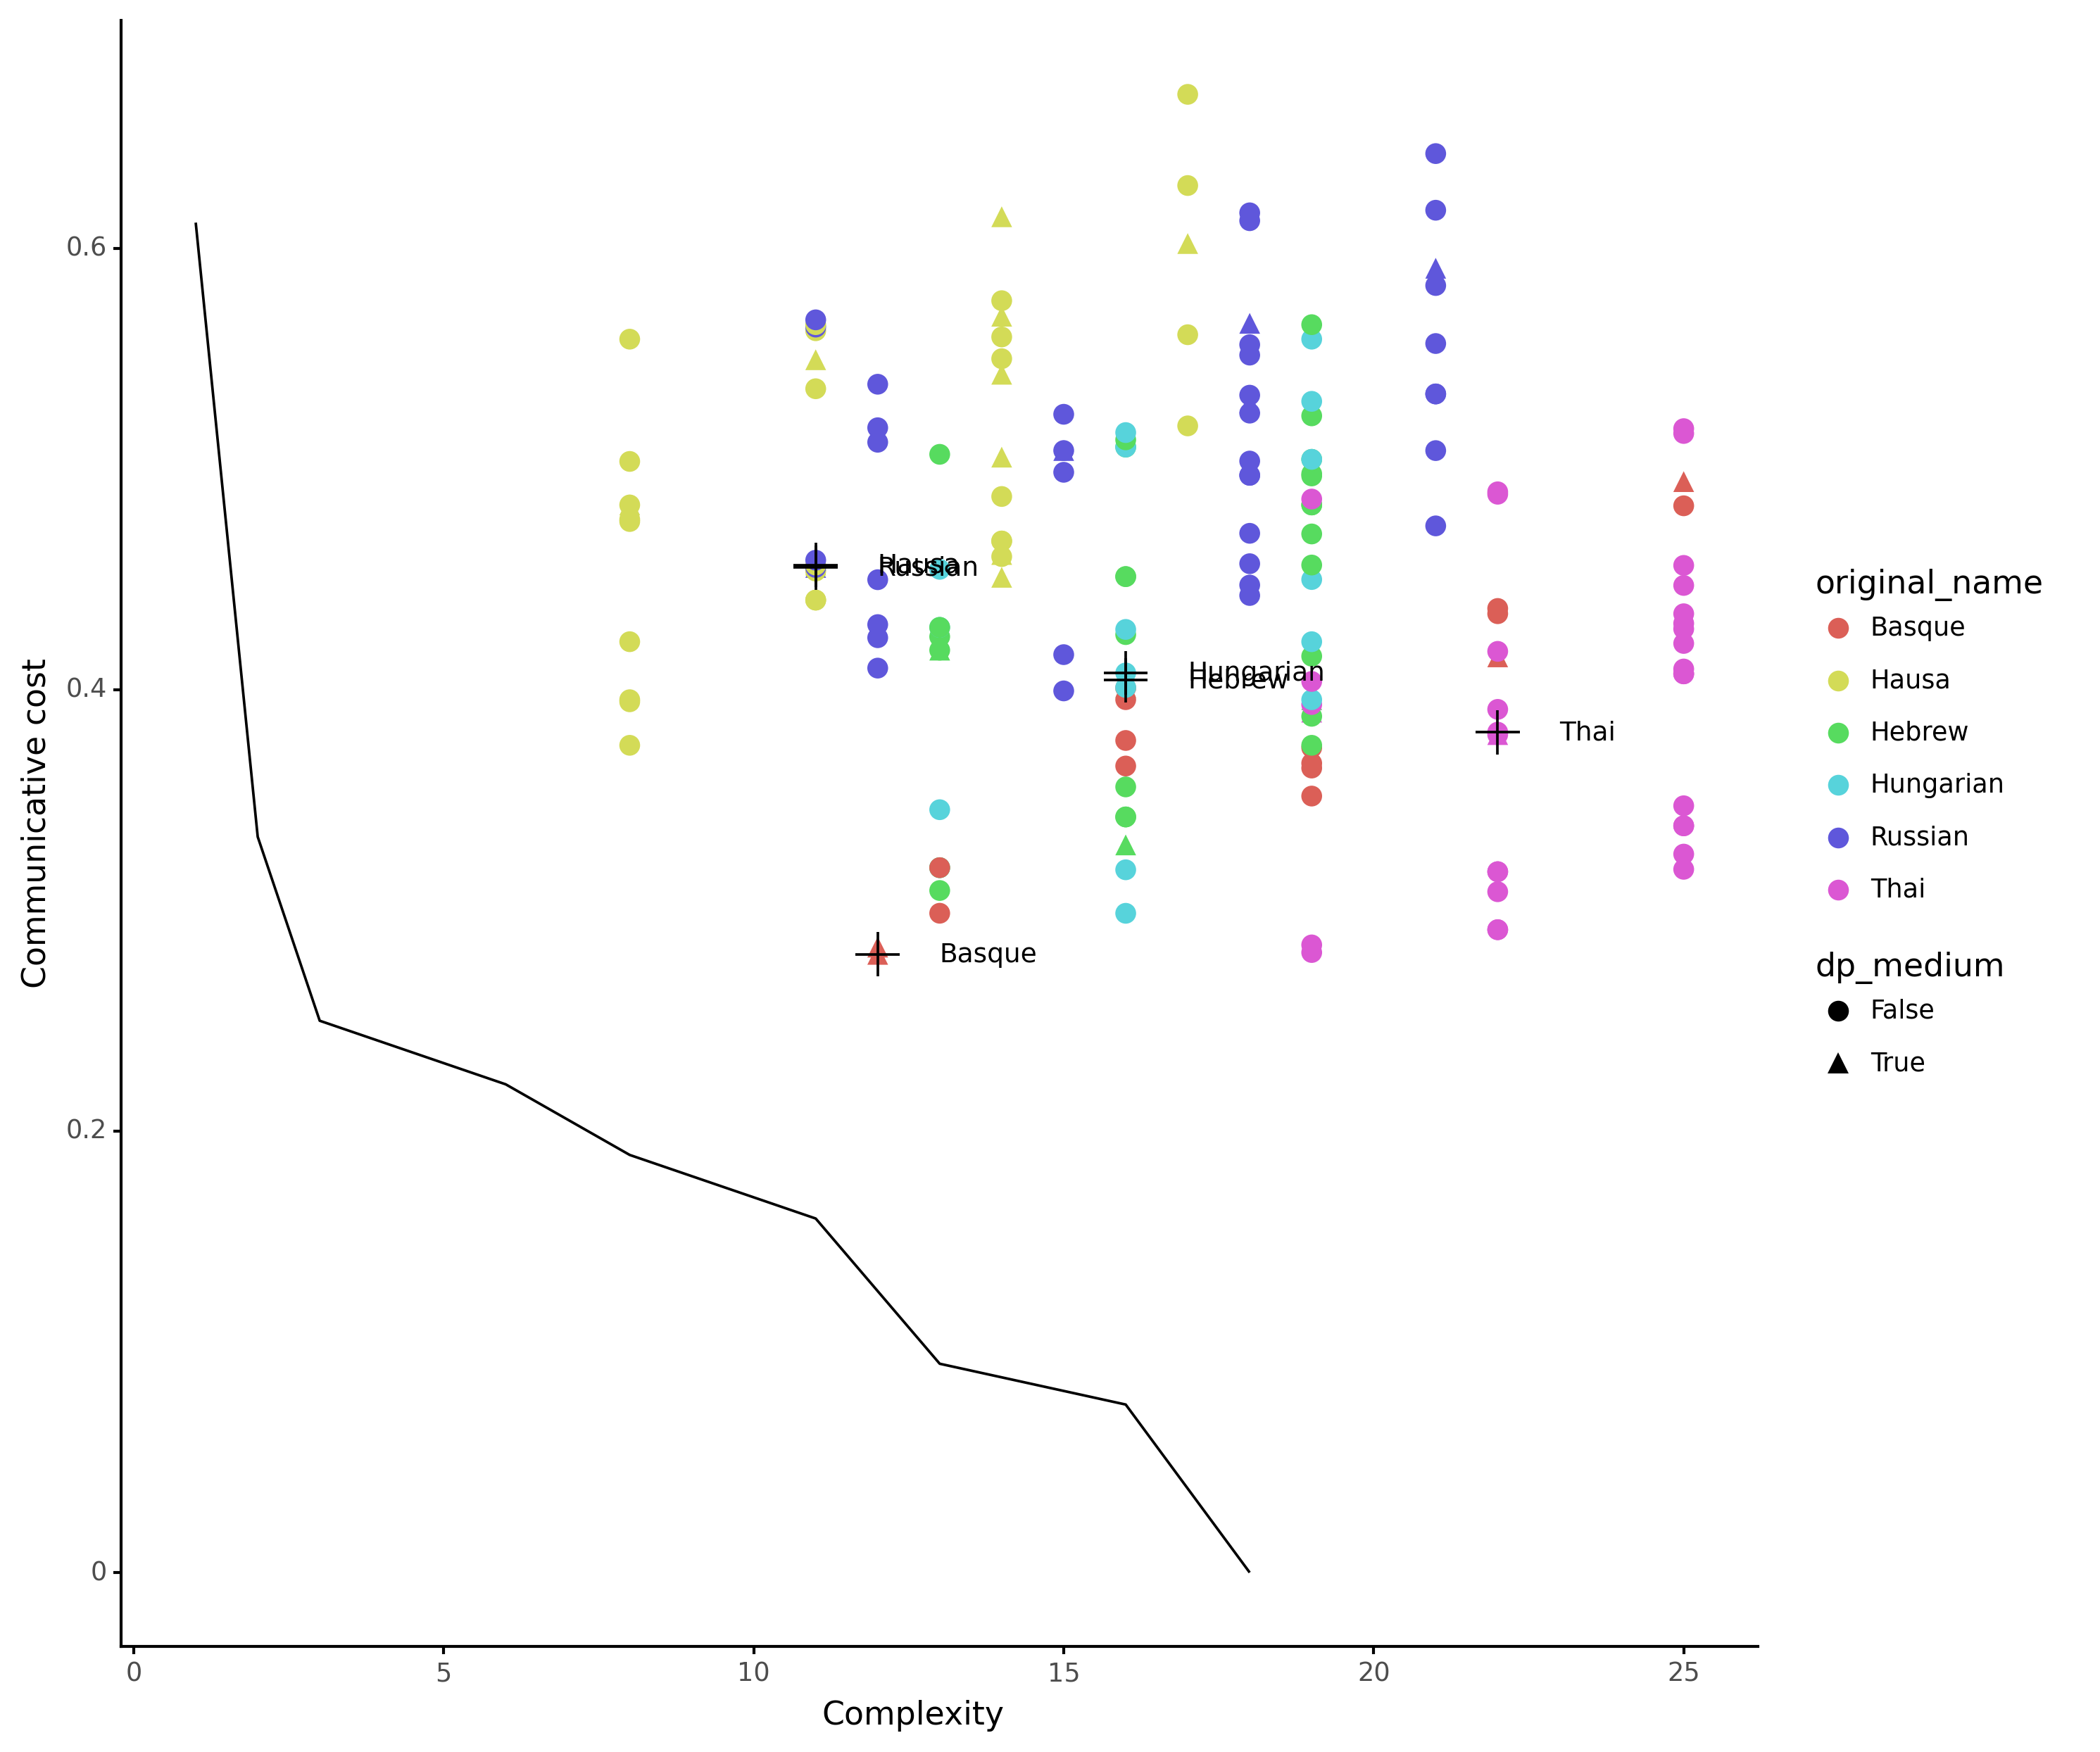 Communicative cost
0.6
0.4
0.2
0
Hausa
Russian
Hungarian
Hebrew
Thai
Basque
0
5
10
15
20
25
Complexity
original_name
Basque
Hausa
Hebrew
Hungarian
Russian
Thai
dp_medium
False
True